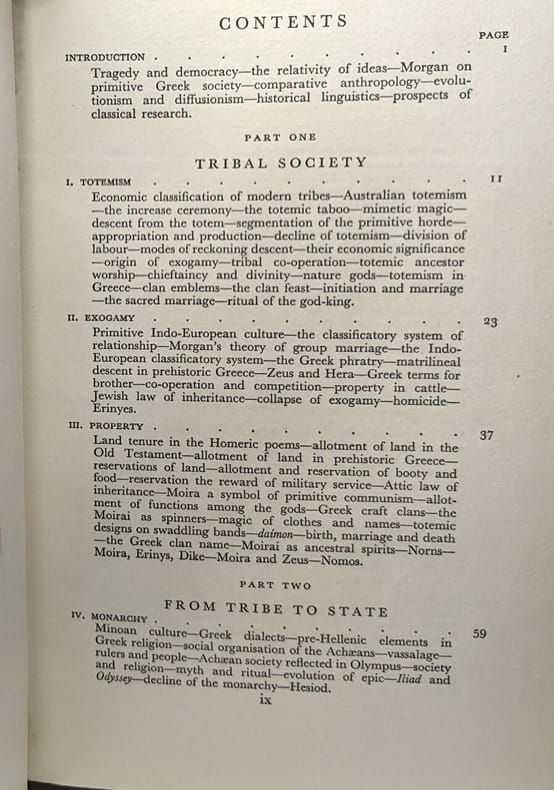 CONTENTS
PAGE
INTRODUCTION . . . . . . . . . . 1
Tragedy and democracy—the relativity of ideas—Morgan on
primitive Greek society—comparative anthropology—evolu-
tionism and diffusionism—historical linguistics—prospects of
classical research.
PART ONE
TRIBAL SOCIETY
I. TOTEMISM . . . . . . . . . . 11
Economic classification of modern tribes—Australian totemism
—the increase ceremony—the totemic taboo—mimetic magic—
descent from the totem—segmentation of the primitive horde—
appropriation and production—decline of totemism—division of
labour—modes of reckoning descent—their economic significance
—origin of exogamy—tribal co-operation—totemic ancestor
worship—chieftaincy and divinity—nature gods—totemism in
Greece—clan emblems—the clan feast—initiation and marriage
—the sacred marriage—ritual of the god-king.
II. EXOGAMY . . . . . . . . . . 23
Primitive Indo-European culture—the classificatory system of
relationship—Morgan's theory of group marriage—the Indo-
European classificatory system—the Greek phratry—matrilineal
descent in prehistoric Greece—Zeus and Hera—Greek terms for
brother—co-operation and competition—property in cattle—
Jewish law of inheritance—collapse of exogamy—homicide—
Erinyes.
III. PROPERTY . . . . . . . . . . 37
Land tenure in the Homeric poems—allotment of land in the
Old Testament—allotment of land in prehistoric Greece—
reservations of land—allotment and reservation of booty and
food—reservation the reward of military service—Attic law of
inheritance—Moira a symbol of primitive communism—allot-
ment of functions among the gods—Greek craft clans—the
Moirai as spinners—magic of clothes and names—totemic
designs on swaddling bands—daimon—birth, marriage and death
—the Greek clan name—Moirai as ancestral spirits—Norns—
Moira, Erinys, Dike—Moira and Zeus—Nomos.
PART TWO
FROM TRIBE TO STATE
IV. MONARCHY . . . . . . . . . . 59
Minoan culture—Greek dialects—pre-Hellenic elements in
Greek religion—social organisation of the Achæans—vassalage—
rulers and people—Achæan society reflected in Olympus—society
and religion—myth and ritual—evolution of epic—Iliad and
Odyssey—decline of the monarchy—Hesiod.
ix